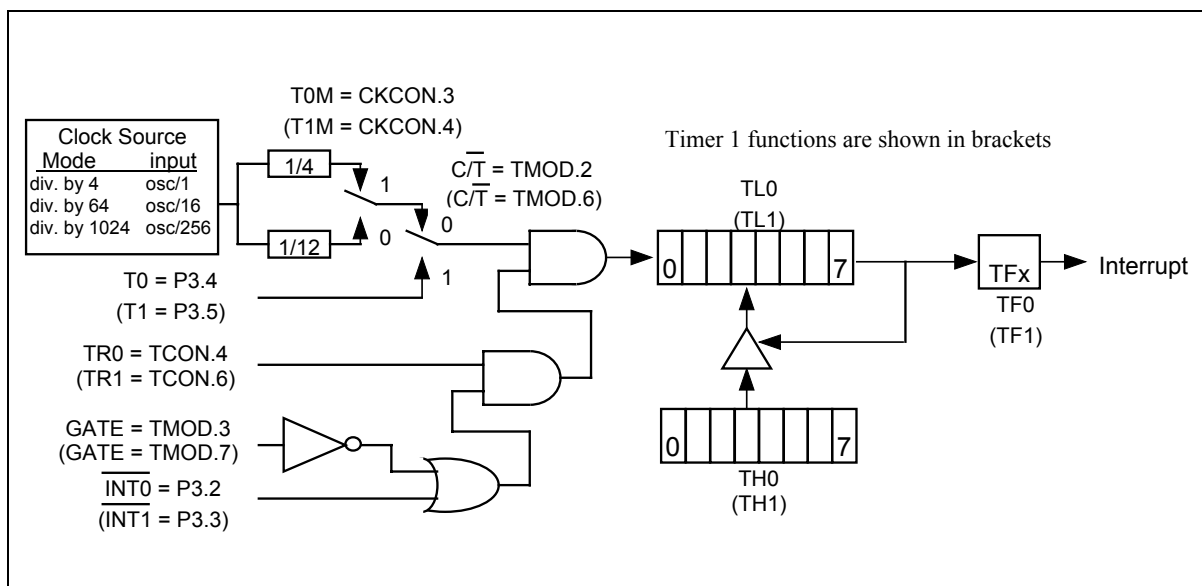 T0M = CKCON.3
(T1M = CKCON.4)
Clock Source
Mode input
div. by 4 osc/1
div. by 64 osc/16
div. by 1024 osc/256
1/4
1/12
1
0
C/T = TMOD.2
(C/T = TMOD.6)
0
1
Timer 1 functions are shown in brackets
TL0
(TL1)
0 7
TFx
Interrupt
TF0
(TF1)
T0 = P3.4
(T1 = P3.5)
TR0 = TCON.4
(TR1 = TCON.6)
GATE = TMOD.3
(GATE = TMOD.7)
INT0 = P3.2
(INT1 = P3.3)
0 7
TH0
(TH1)